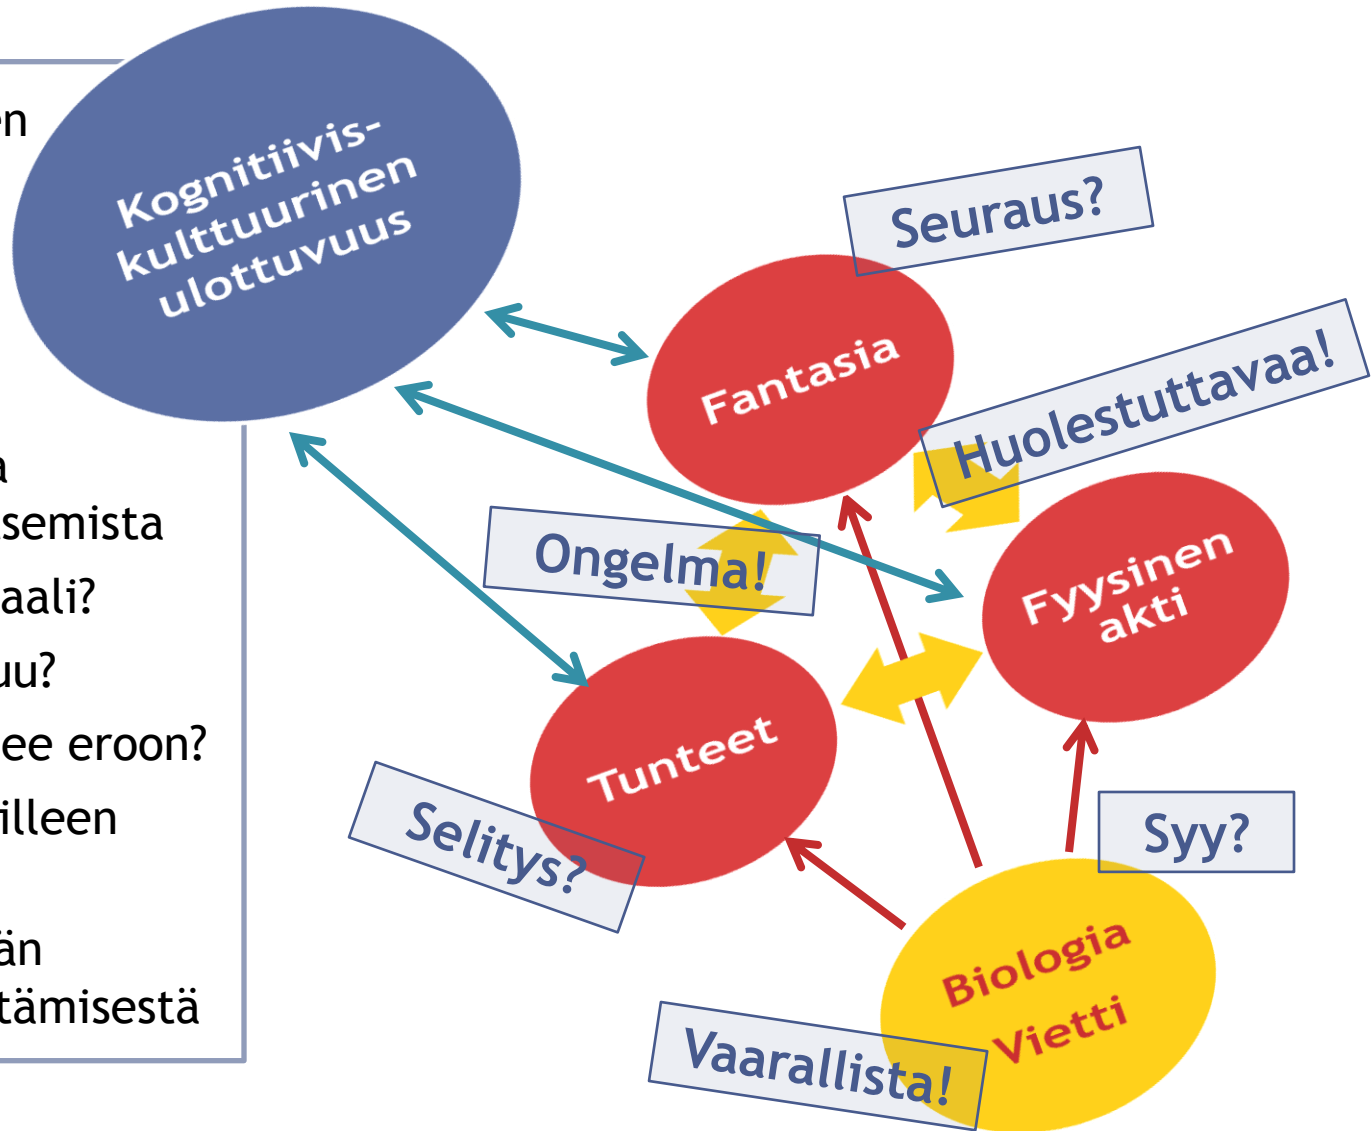 en
a
semista
aali?
uu?
ee eroon?
illeen
än
tämisestä
Kognitiivis-
kulttuurinen
ulottuvuus
Seuraus?
Fantasia
Huolestuttavaa!
Ongelma!
Fyysinen
akti
Tunteet
Selitys?
Syy?
Biologia
Vietti
Vaarallista!